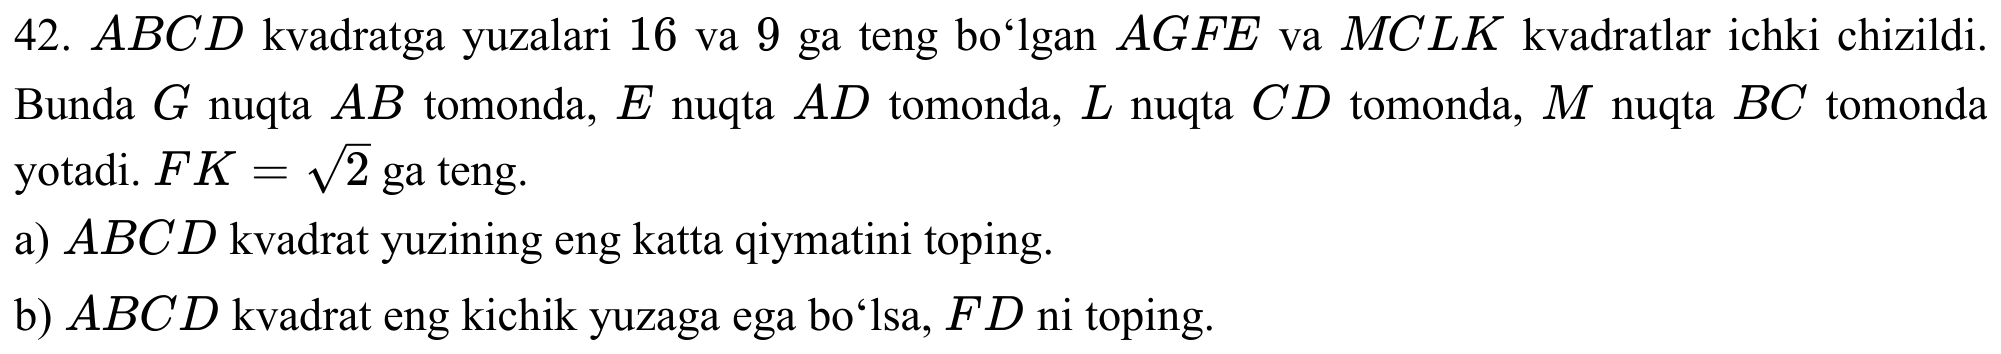 42. ABCD kvadratga yuzalari 16 va 9 ga teng bo‘lgan AGFE va MCLK kvadratlar ichki chizildi.
Bunda G nuqta AB tomonda, E nuqta AD tomonda, L nuqta CD tomonda, M nuqta BC tomonda
yotadi. FK = √2 ga teng.
a) ABCD kvadrat yuzining eng katta qiymatini toping.
b) ABCD kvadrat eng kichik yuzaga ega bo‘lsa, FD ni toping.